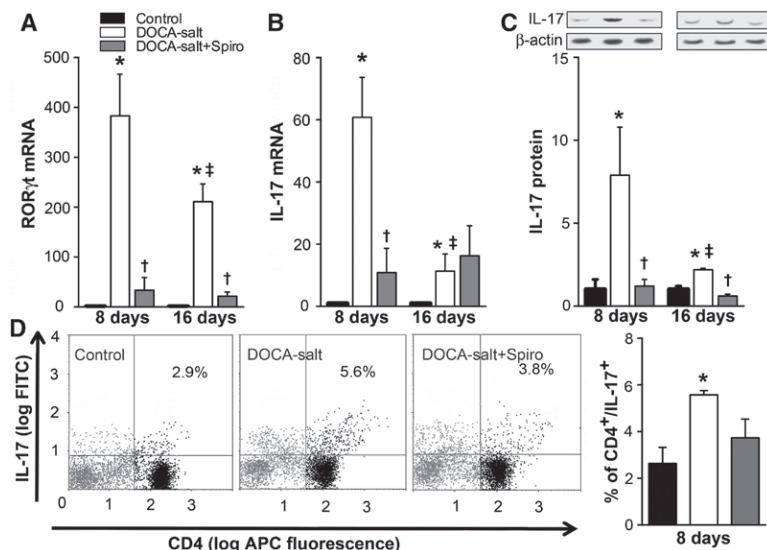 A
Control
DOCA-salt
DOCA-salt+Spiro
RORγt mRNA
500
400
300
200
100
0
*
†
* ‡
†
8 days
16 days
B
IL-17 mRNA
80
60
40
20
0
*
†
* ‡
8 days
16 days
C
IL-17
β-actin
IL-17 protein
15
10
5
0
*
†
* ‡
†
8 days
16 days
D
IL-17 (log FITC)
4
3
2
1
0
Control
2.9%
1 2 3
DOCA-salt
5.6%
1 2 3
DOCA-salt+Spiro
3.8%
1 2 3
CD4 (log APC fluorescence)
% of CD4+/IL-17+
8
6
4
2
0
*
8 days